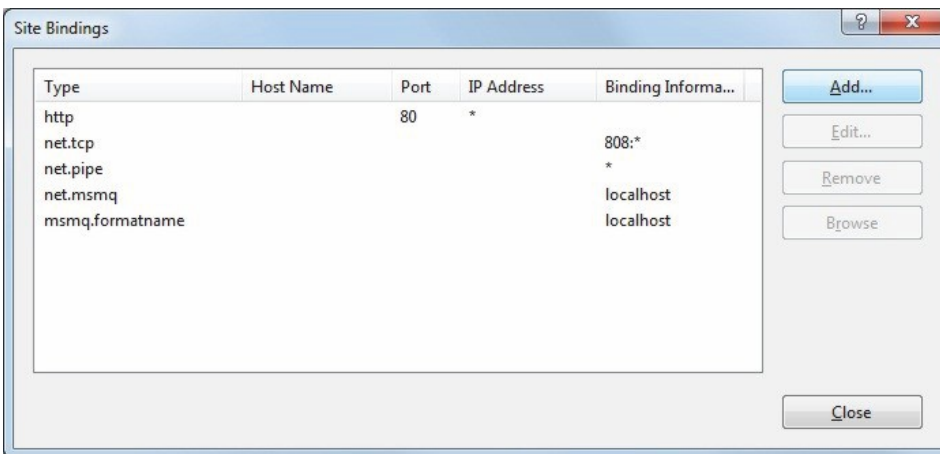 Site Bindings
Type Host Name Port IP Address Binding Informa...
http 80 *
net.tcp 808:*
net.pipe *
net.msmq localhost
msmq.formatname localhost
Add...
Edit...
Remove
Browse
Close